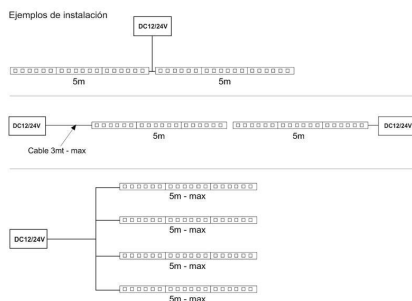 Ejemplos de instalación
DC12/24V
5m
5m
DC12/24V
DC12/24V
5m
5m
Cable 3mt - max
5m - max
5m - max
DC12/24V
5m - max
5m - max